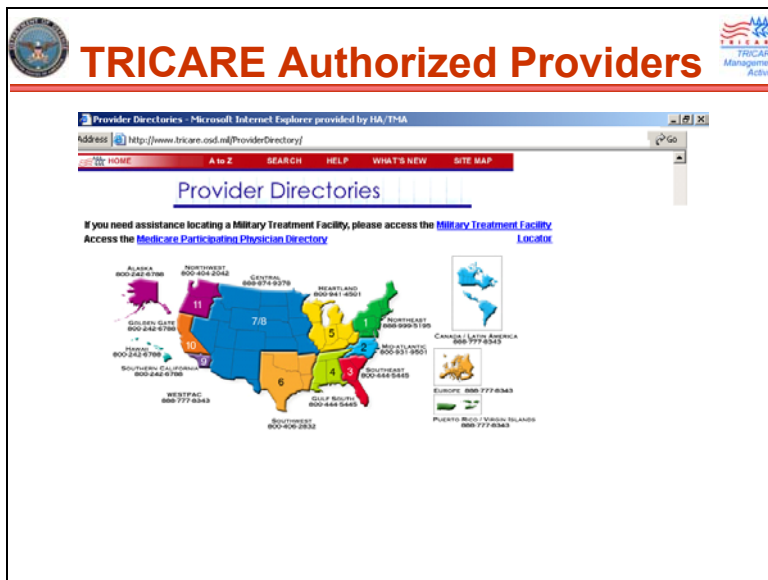 TRICARE Authorized Providers
TRICARE
Management
Provider Directories - Microsoft Internet Explorer provided by HA/TMA
Address http://www.tricare.osd.mil/ProviderDirectory/ Go
HOME A to Z SEARCH HELP WHAT'S NEW SITE MAP
Provider Directories
If you need assistance locating a Military Treatment Facility, please access the Military Treatment Facility
Locator
Access the Medicare Participating Physician Directory
ALASKA
800-242-6788
NORTHWEST
800-404-2042
CENTRAL
888-874-9378
HEARTLAND
800-941-4501
11
7/8
5
1
NORTHEAST
888-999-5195
GOLDEN GATE
800-242-6788
10
2
MID-ATLANTIC
800-931-9501
HAWAII
800-242-6788
9
SOUTHERN CALIFORNIA
800-242-6788
6
4
3
SOUTHEAST
800-444-5445
WESTPAC
888-777-8343
GULF SOUTH
800-444-5445
SOUTHWEST
800-406-2832
CANADA / LATIN AMERICA
888-777-8343
EUROPE 888-777-8343
PUERTO RICO / VIRGIN ISLANDS
888-777-8343